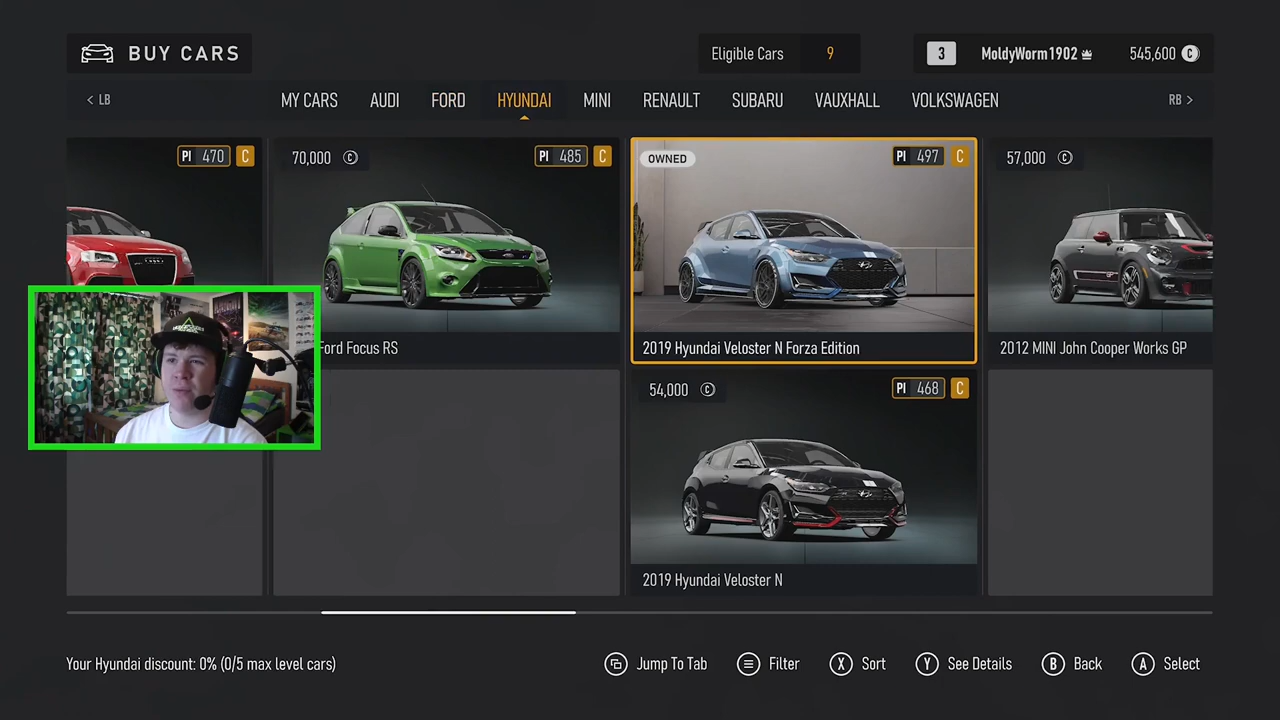 BUY CARS
Eligible Cars 9
3 MoldyWorm1902 545,600
< LB MY CARS AUDI FORD HYUNDAI MINI RENAULT SUBARU VAUXHALL VOLKSWAGEN RB >
PI 470 C
70,000 PI 485 C
OWNED PI 497 C
57,000
Ford Focus RS
2019 Hyundai Veloster N Forza Edition
2012 MINI John Cooper Works GP
54,000 PI 468 C
2019 Hyundai Veloster N
Your Hyundai discount: 0% (0/5 max level cars)
Jump To Tab
Filter
X Sort
Y See Details
B Back
A Select